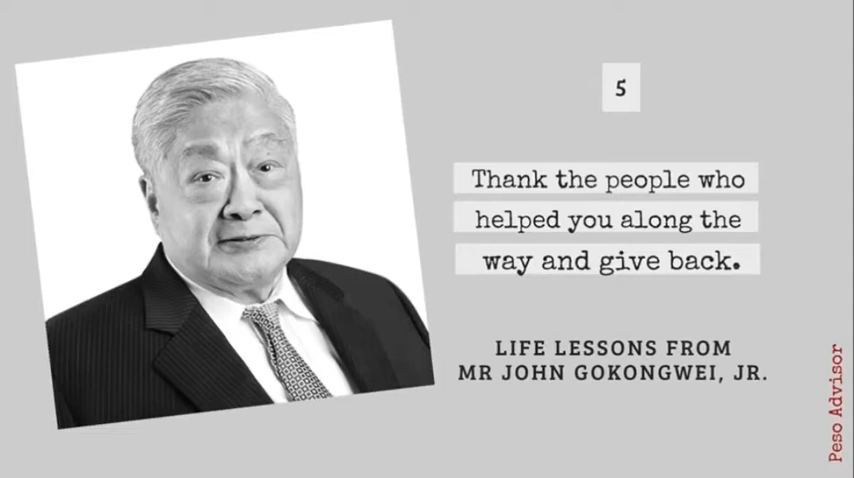 5
Thank the people who
helped you along the
way and give back.
LIFE LESSONS FROM
MR JOHN GOKONGWEI, JR.
Peso Advisor